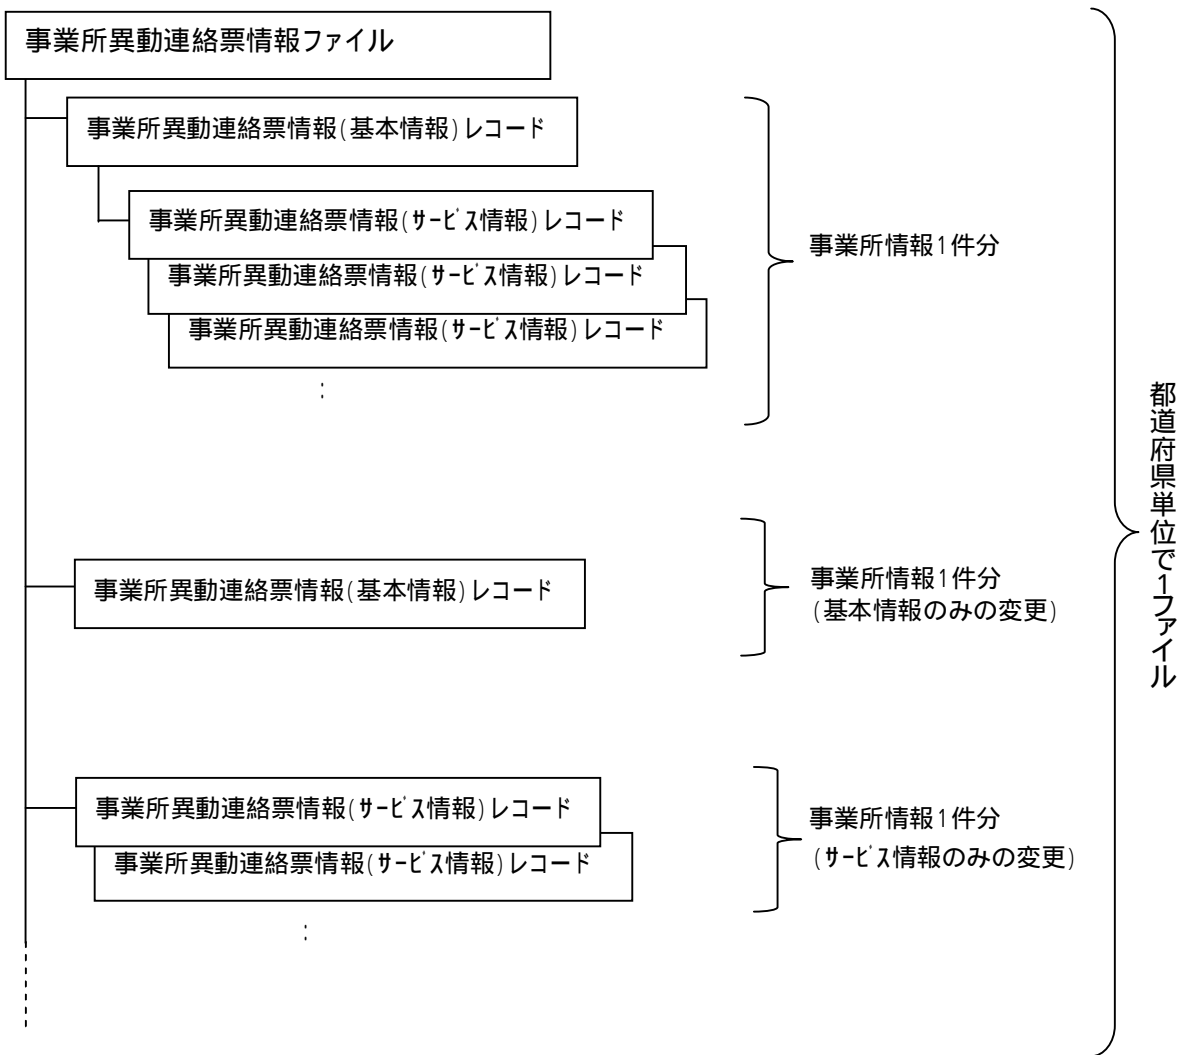 事業所異動連絡票情報ファイル
事業所異動連絡票情報(基本情報)レコード
事業所異動連絡票情報(ｻｰﾋﾞｽ情報)レコード
事業所異動連絡票情報(ｻｰﾋﾞｽ情報)レコード
事業所異動連絡票情報(ｻｰﾋﾞｽ情報)レコード
事業所情報1件分
事業所異動連絡票情報(基本情報)レコード
事業所情報1件分
(基本情報のみの変更)
事業所異動連絡票情報(ｻｰﾋﾞｽ情報)レコード
事業所異動連絡票情報(ｻｰﾋﾞｽ情報)レコード
事業所情報1件分
(ｻｰﾋﾞｽ情報のみの変更)
都道府県単位で1ファイル